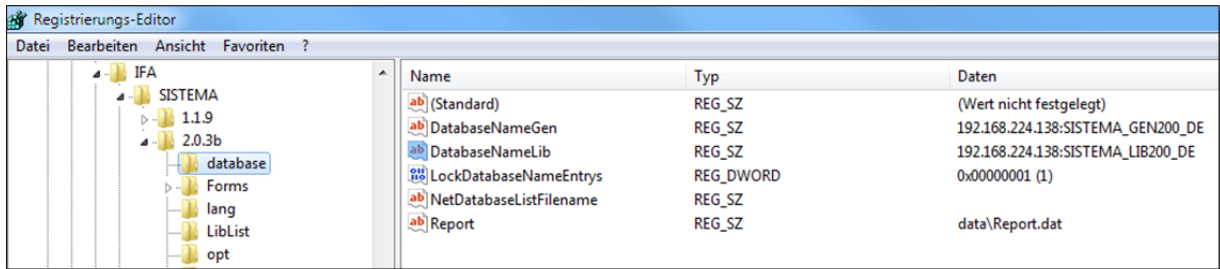 Registrierungs-Editor
Datei Bearbeiten Ansicht Favoriten ?
IFA
SISTEMA
1.1.9
2.0.3b
database
Forms
lang
LibList
opt
Name Typ Daten
(Standard) REG_SZ (Wert nicht festgelegt)
DatabaseNameGen REG_SZ 192.168.224.138:SISTEMA_GEN200_DE
DatabaseNameLib REG_SZ 192.168.224.138:SISTEMA_LIB200_DE
LockDatabaseNameEntrys REG_DWORD 0x00000001 (1)
NetDatabaseListFilename REG_SZ
Report REG_SZ data\Report.dat